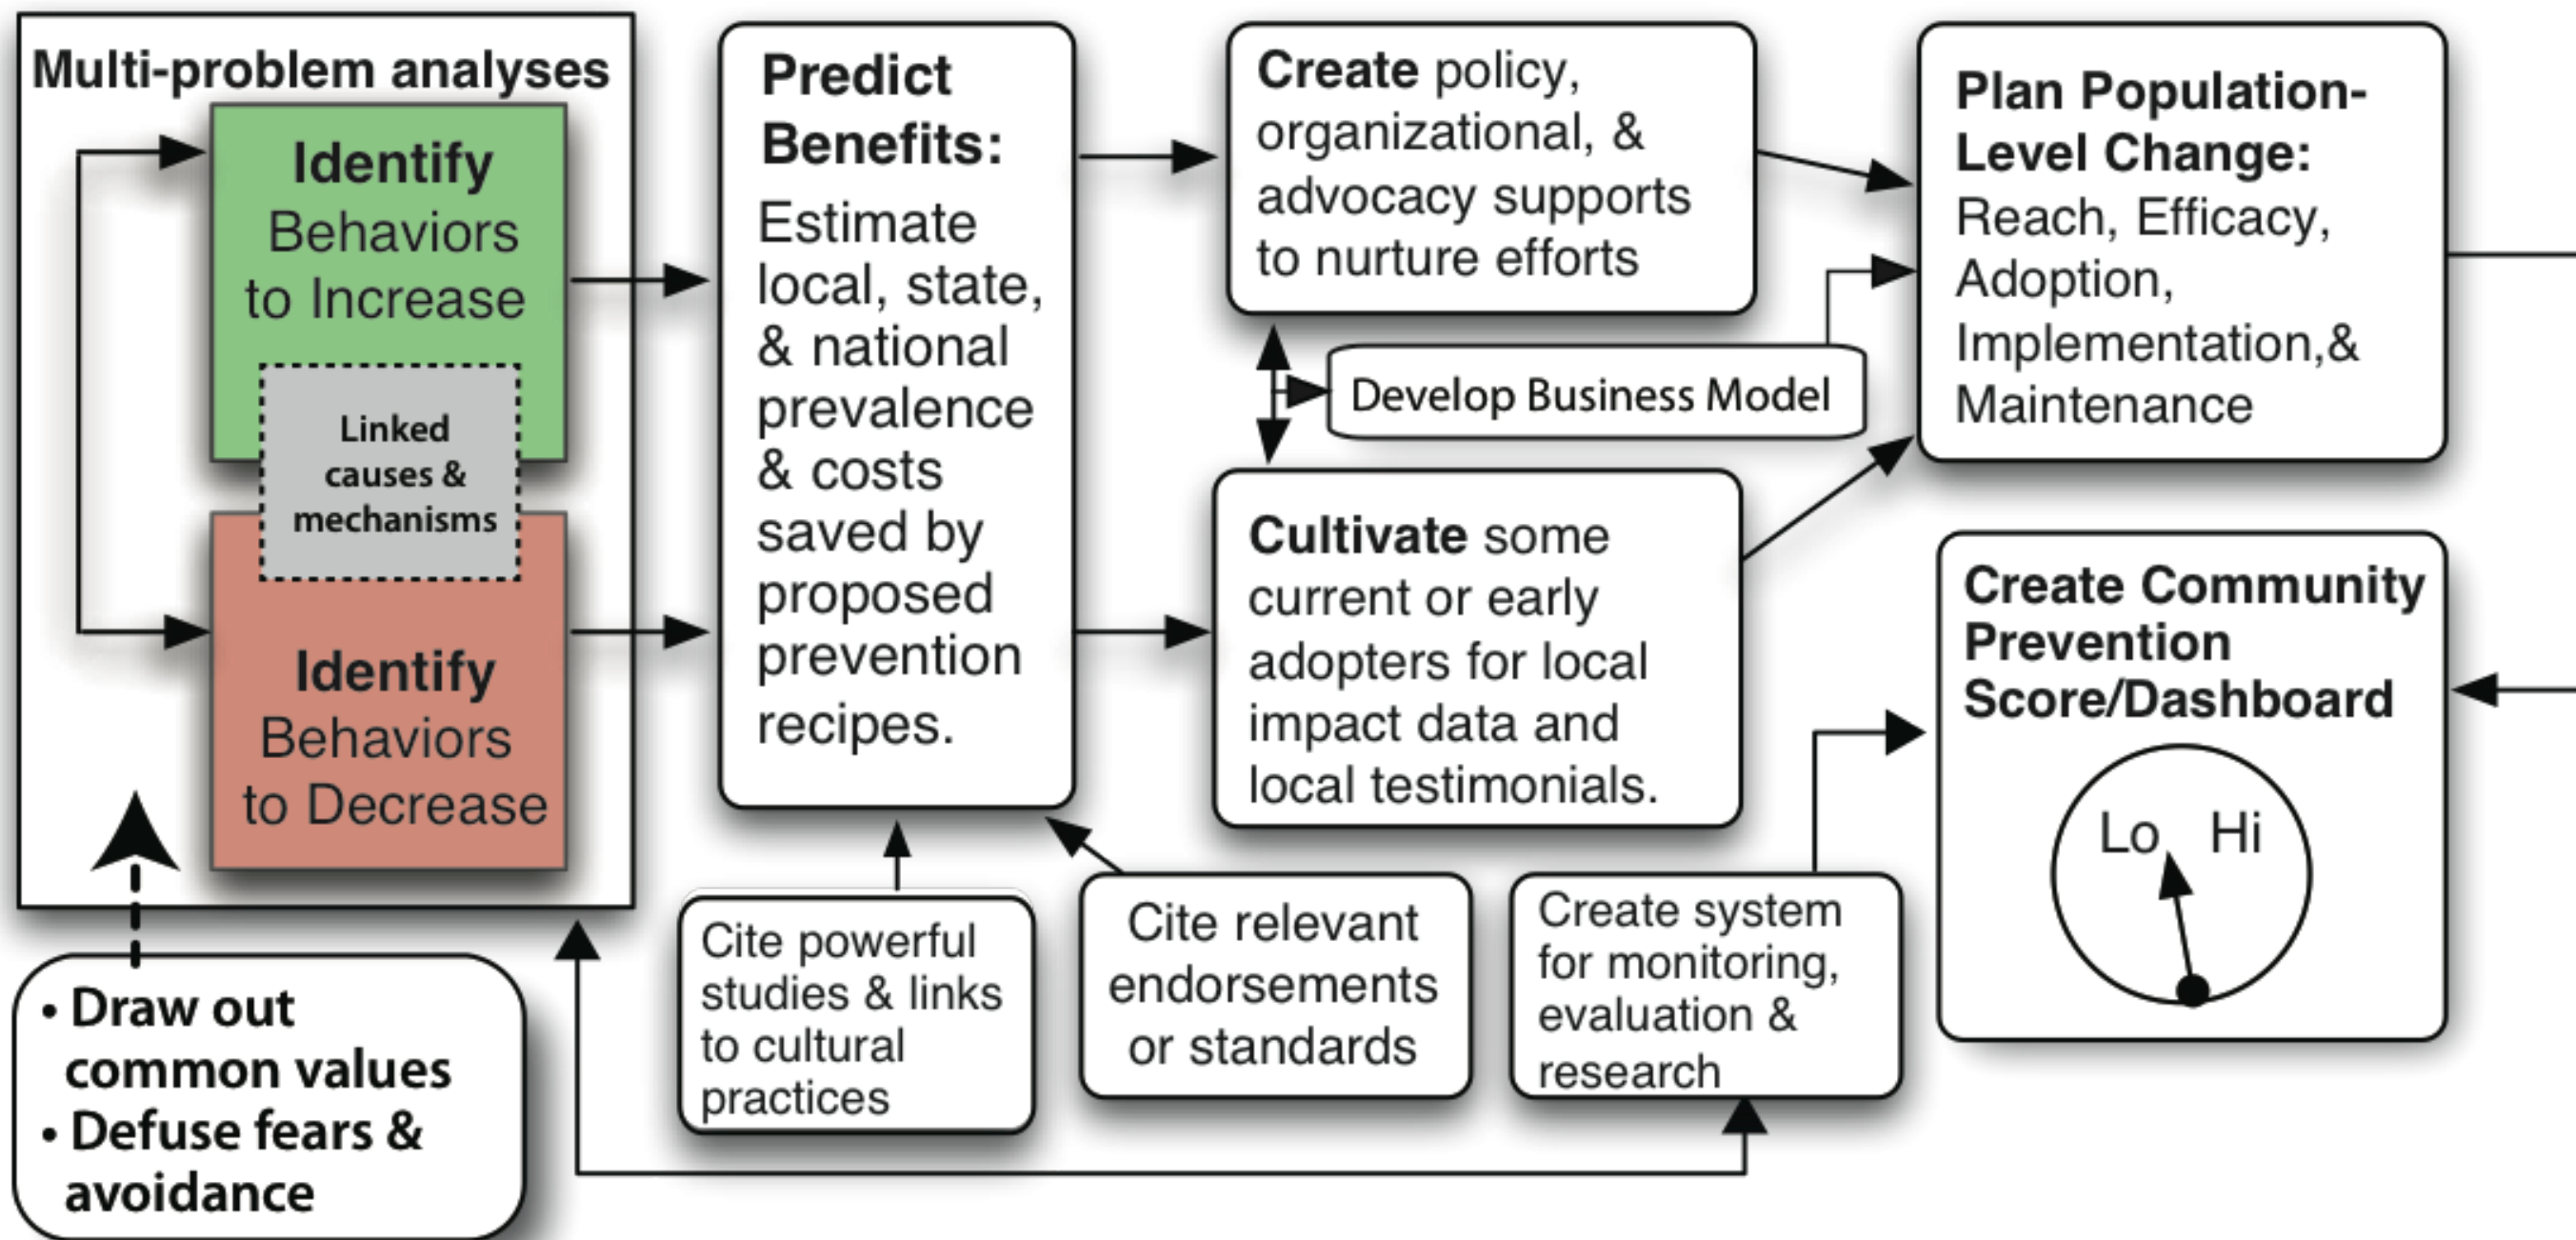 Multi-problem analyses
Identify
Behaviors
to Increase
Linked
causes &
mechanisms
Identify
Behaviors
to Decrease
• Draw out
common values
• Defuse fears &
avoidance
Predict
Benefits:
Estimate
local, state,
& national
prevalence
& costs
saved by
proposed
prevention
recipes.
Cite powerful
studies & links
to cultural
practices
Cite relevant
endorsements
or standards
Create policy,
organizational, &
advocacy supports
to nurture efforts
Develop Business Model
Cultivate some
current or early
adopters for local
impact data and
local testimonials.
Create system
for monitoring,
evaluation &
research
Plan Population-
Level Change:
Reach, Efficacy,
Adoption,
Implementation,&
Maintenance
Create Community
Prevention
Score/Dashboard
Lo Hi